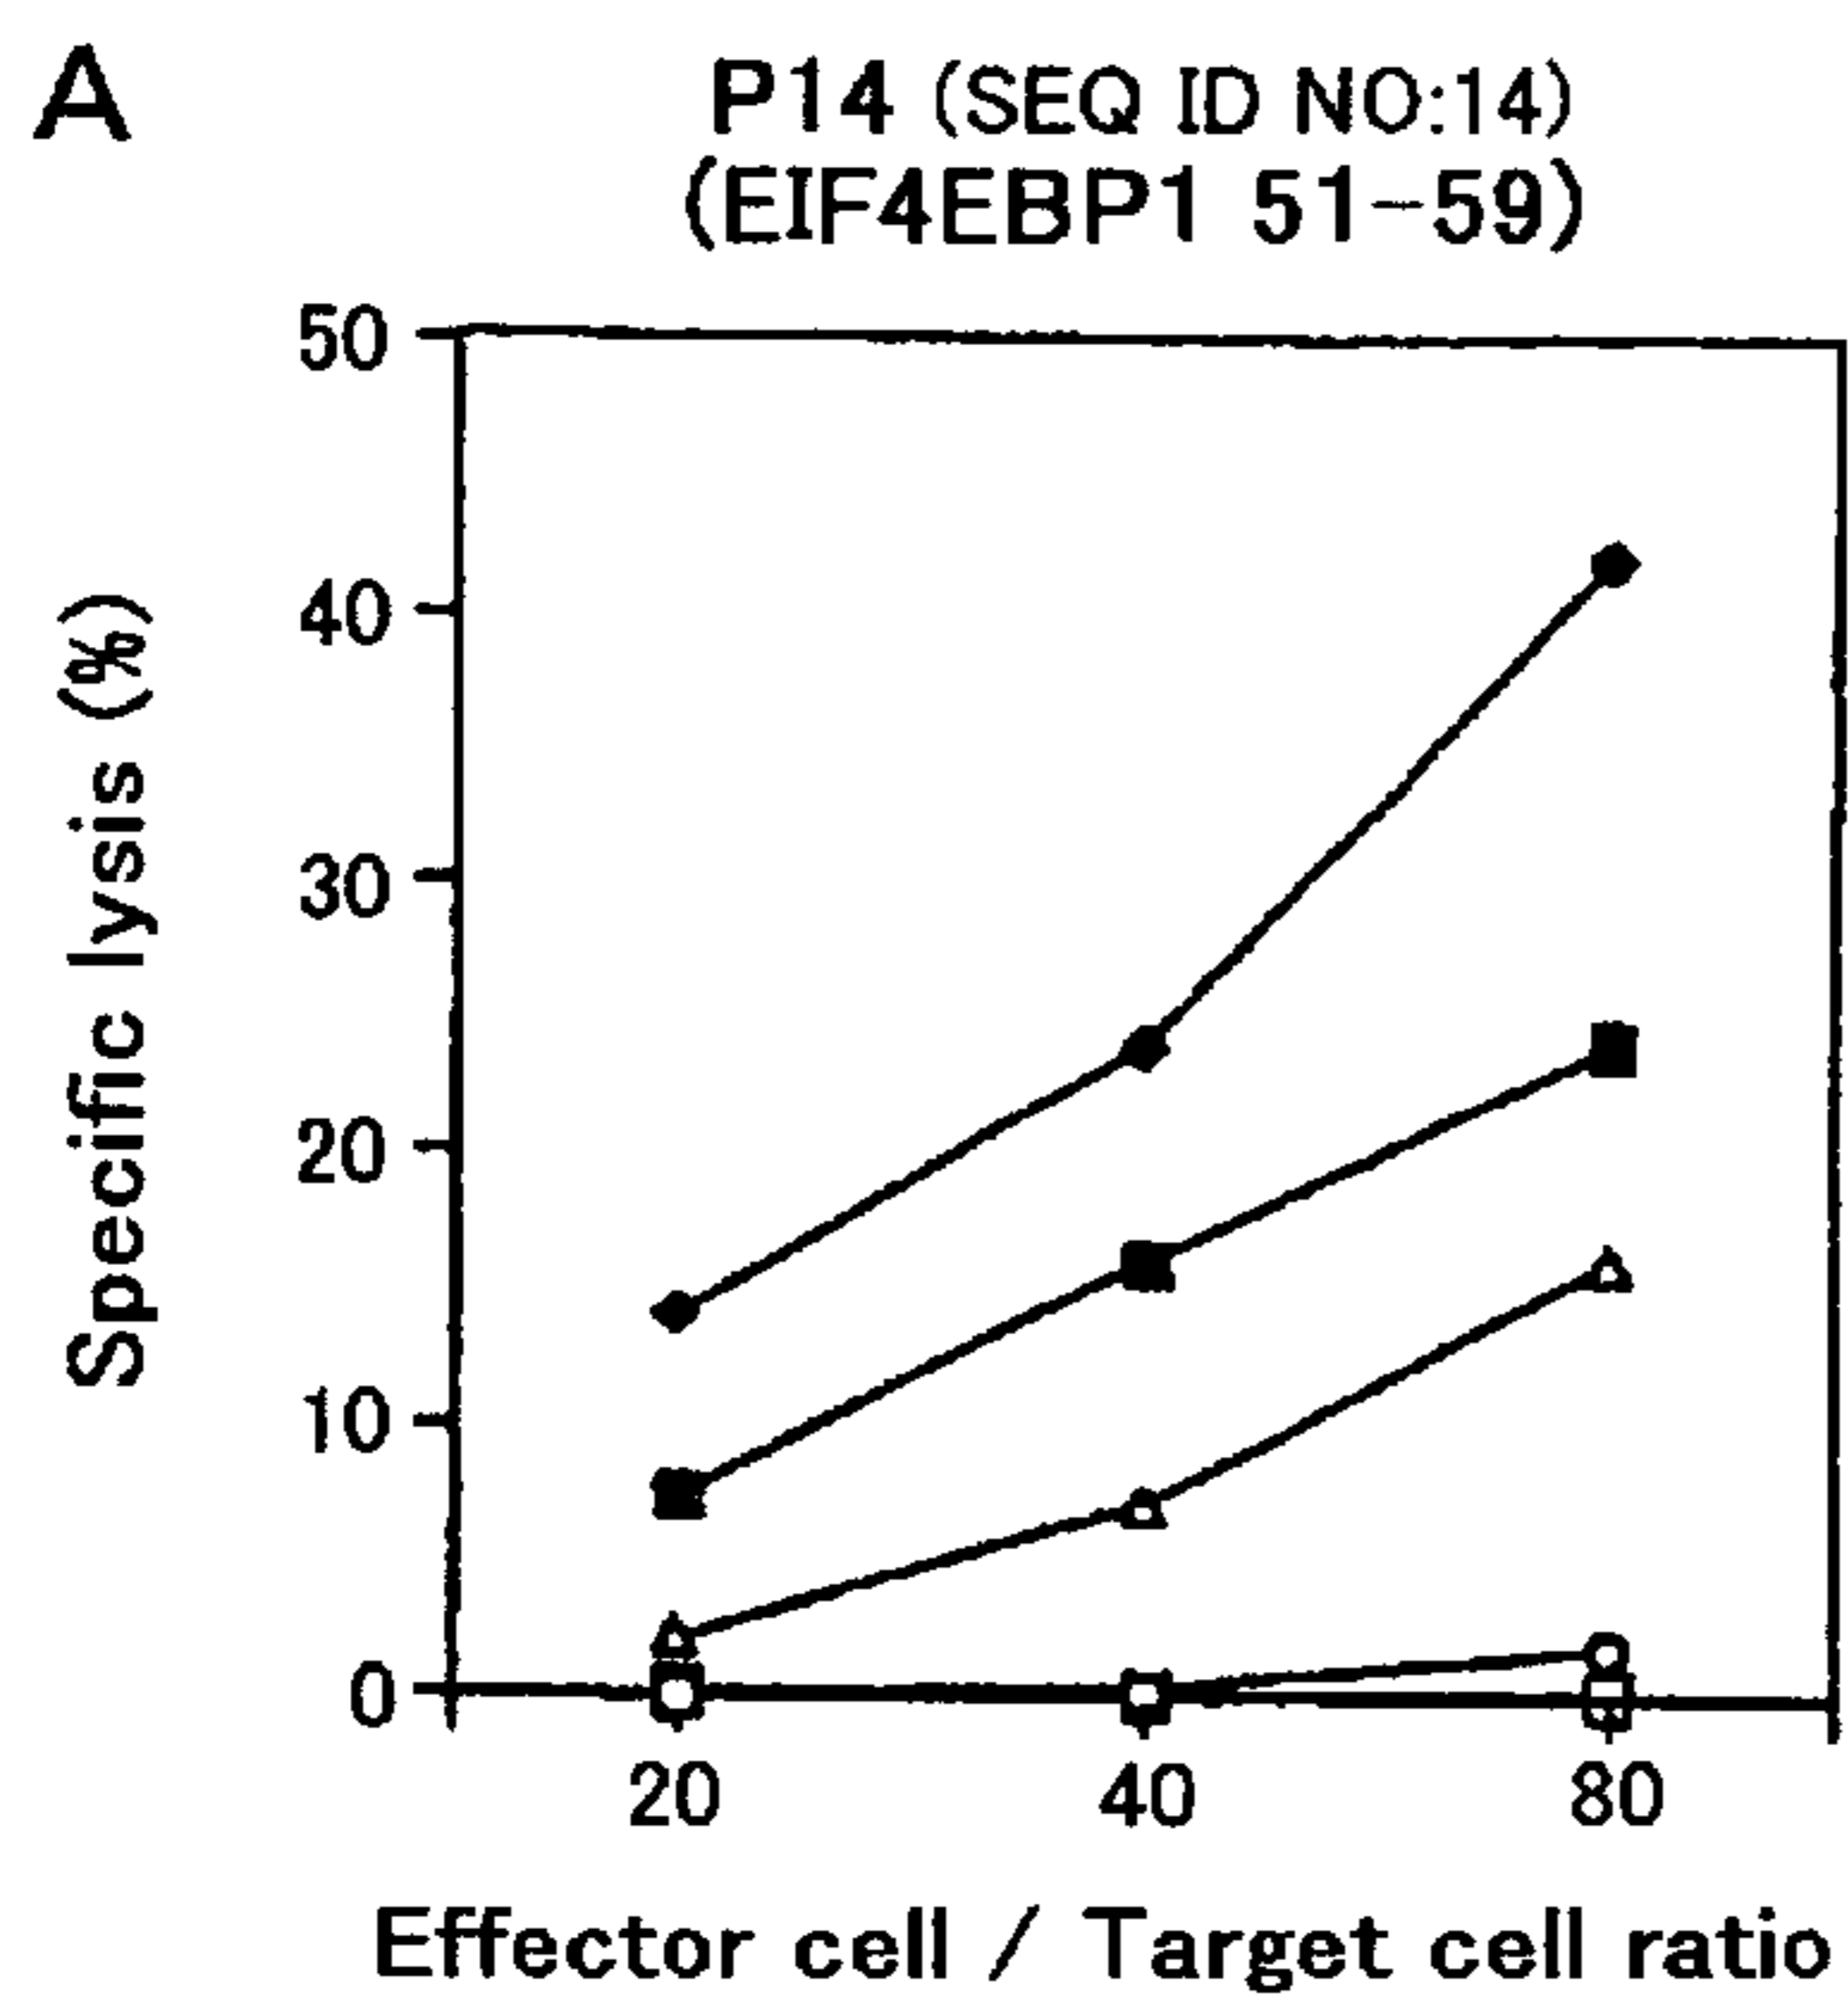 A
P14 (SEQ ID NO:14)
(EIF4EBP1 51-59)
Specific lysis (%)
50
40
30
20
10
0
20 40 80
Effector cell / Target cell ratio